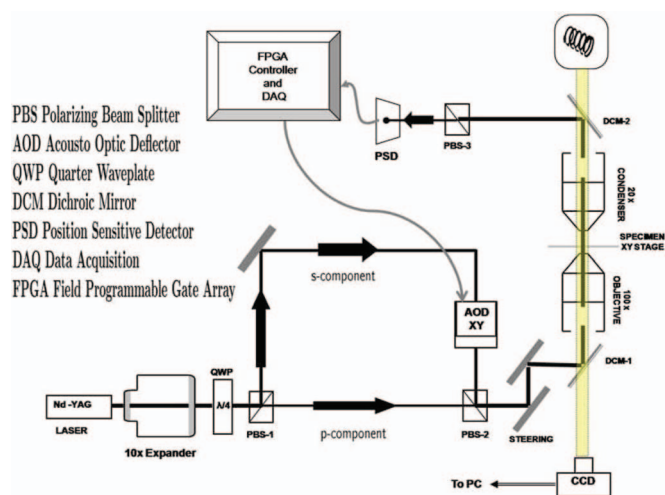 FPGA
Controller
and
DAQ
PBS Polarizing Beam Splitter
AOD Acousto Optic Deflector
QWP Quarter Waveplate
DCM Dichroic Mirror
PSD Position Sensitive Detector
DAQ Data Acquisition
FPGA Field Programmable Gate Array
PSD
PBS-3
DCM-2
20 x
CONDENSER
SPECIMEN
XY STAGE
100 x
OBJECTIVE
s-component
AOD
XY
DCM-1
QWP
λ/4
Nd -YAG
LASER
10x Expander
PBS-1
p-component
PBS-2
STEERING
To PC
CCD